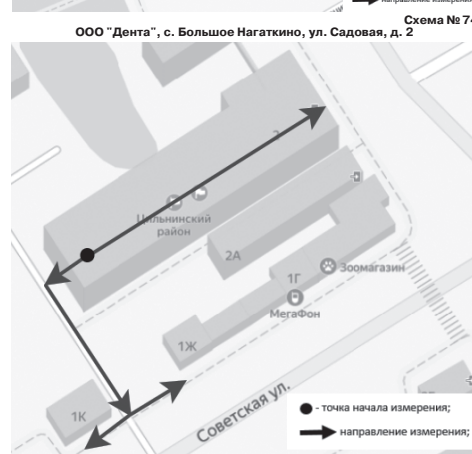 направление измерения
Схема № 74
ООО "Дента", с. Большое Нагаткино, ул. Садовая, д. 2
2
Цильнинский
район
2А
1Г
Зоомагазин
МегаФон
1Ж
1К
Советская ул.
- точка начала измерения;
- направление измерения;